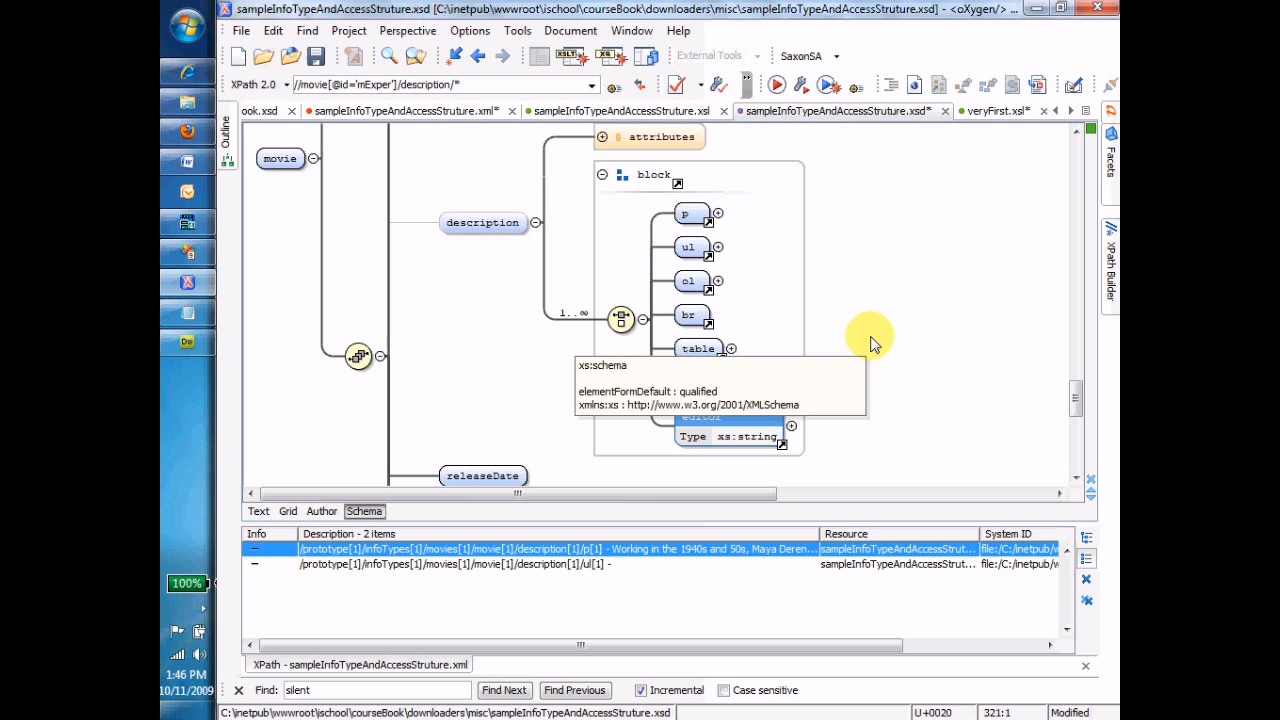 sampleInfoTypeAndAccessStruture.xsd [C:\inetpub\wwwroot\ischool\courseBook\downloaders\misc\sampleInfoTypeAndAccessStruture.xsd] - <oXygen/> ...
File Edit Find Project Perspective Options Tools Document Window Help
External Tools SaxonSA
XPath 2.0 //movie[@id='mExper']/description/*
ook.xsd sampleInfoTypeAndAccessStruture.xml* sampleInfoTypeAndAccessStruture.xsl sampleInfoTypeAndAccessStruture.xsd* veryFirst.xsl*
Outline
Facets
XPath Builder
attributes
movie
block
p
description
ul
ol
1..∞
br
table
xs:schema
elementFormDefault : qualified
xmlns:xs : http://www.w3.org/2001/XMLSchema
editor
Type xs:string
releaseDate
Text Grid Author Schema
Info Description - 2 items Resource System ID
/prototype[1]/infoTypes[1]/movies[1]/movie[1]/description[1]/p[1] - Working in the 1940s and 50s, Maya Deren... sampleInfoTypeAndAccessStrut... file:/C:/inetpub/w
/prototype[1]/infoTypes[1]/movies[1]/movie[1]/description[1]/ul[1] - sampleInfoTypeAndAccessStrut... file:/C:/inetpub/w
100%
XPath - sampleInfoTypeAndAccessStruture.xml
1:46 PM
10/11/2009
Find: silent Find Next Find Previous Incremental Case sensitive
C:\inetpub\wwwroot\ischool\courseBook\downloaders\misc\sampleInfoTypeAndAccessStruture.xsd U+0020 321:1 Modified